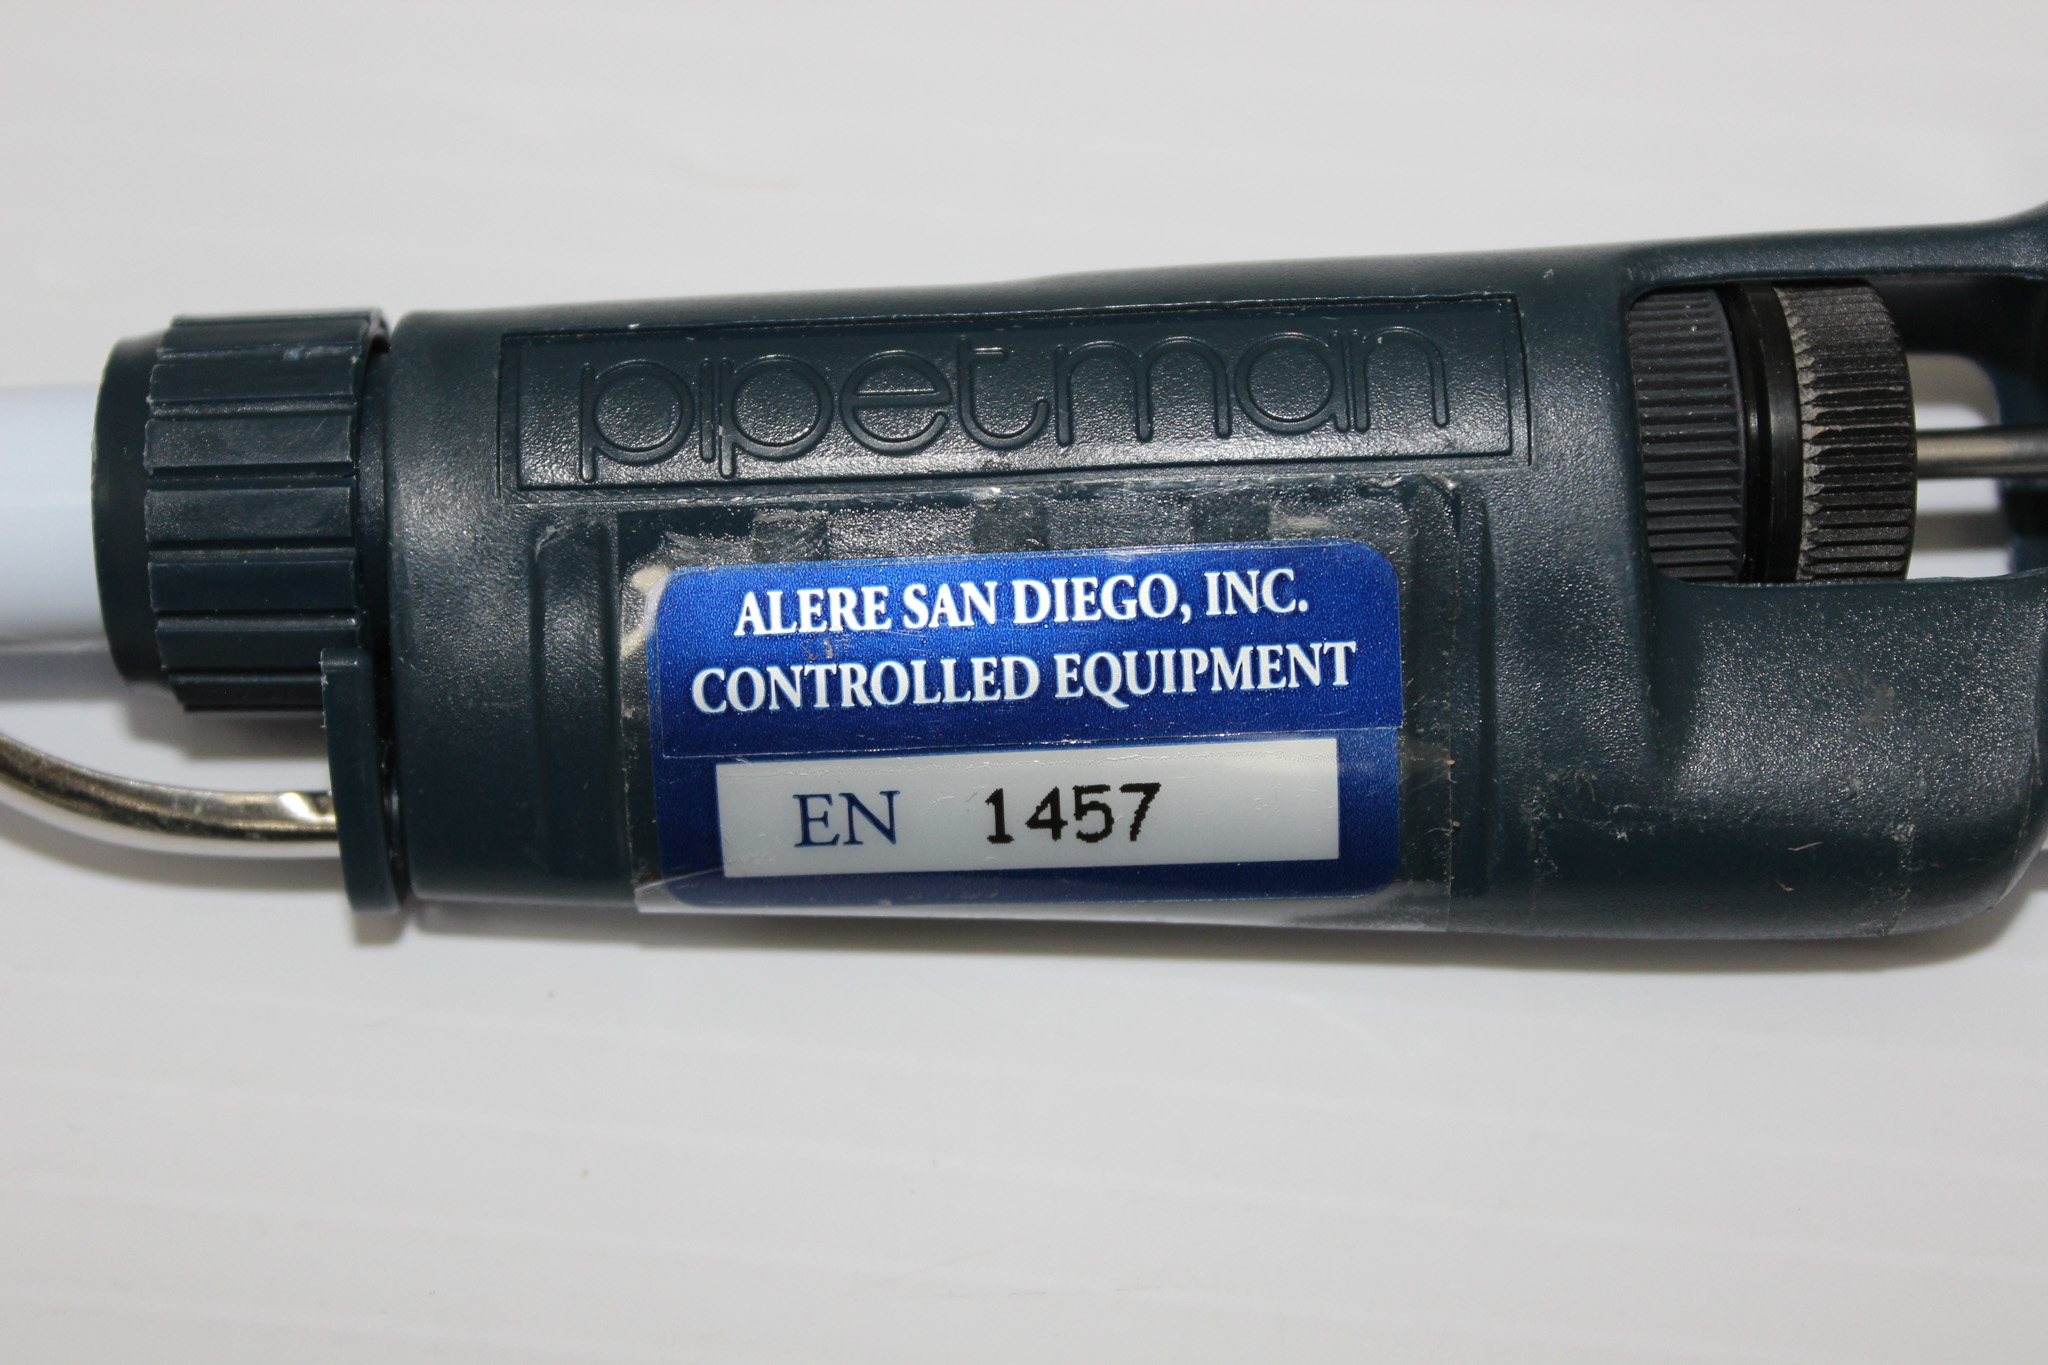 pipetman
ALERE SAN DIEGO, INC.
CONTROLLED EQUIPMENT
EN 1457